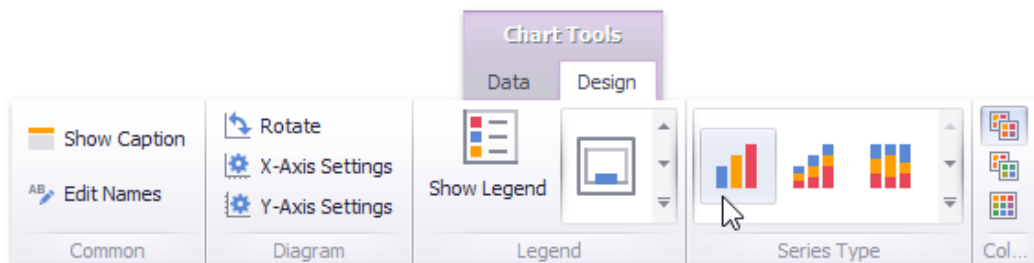 Chart Tools
Data Design
Show Caption
Edit Names
Common
Rotate
X-Axis Settings
Y-Axis Settings
Diagram
Show Legend
Legend
Series Type
Col...